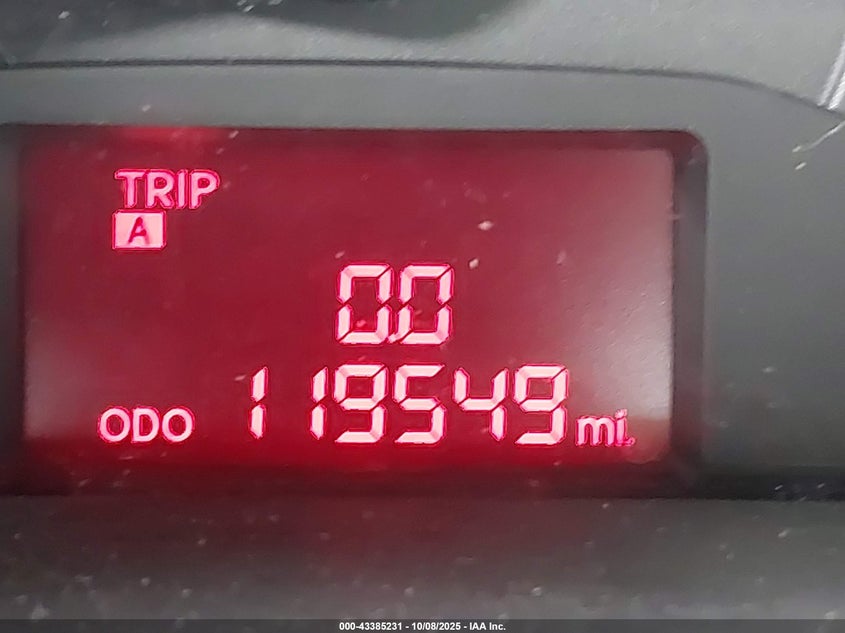 TRIP
A
0.0
ODO 119549 mi.
000-43385231 - 10/08/2025 - IAA Inc.